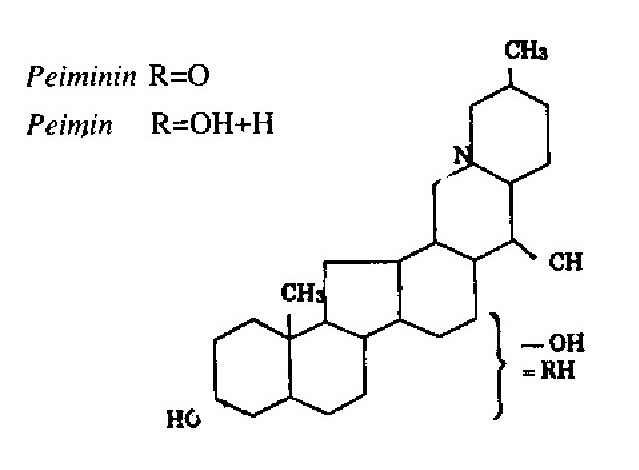 CH₃
Peiminin R=O
Peimin R=OH+H
N
CH
CH₃
—OH
=RH
HO